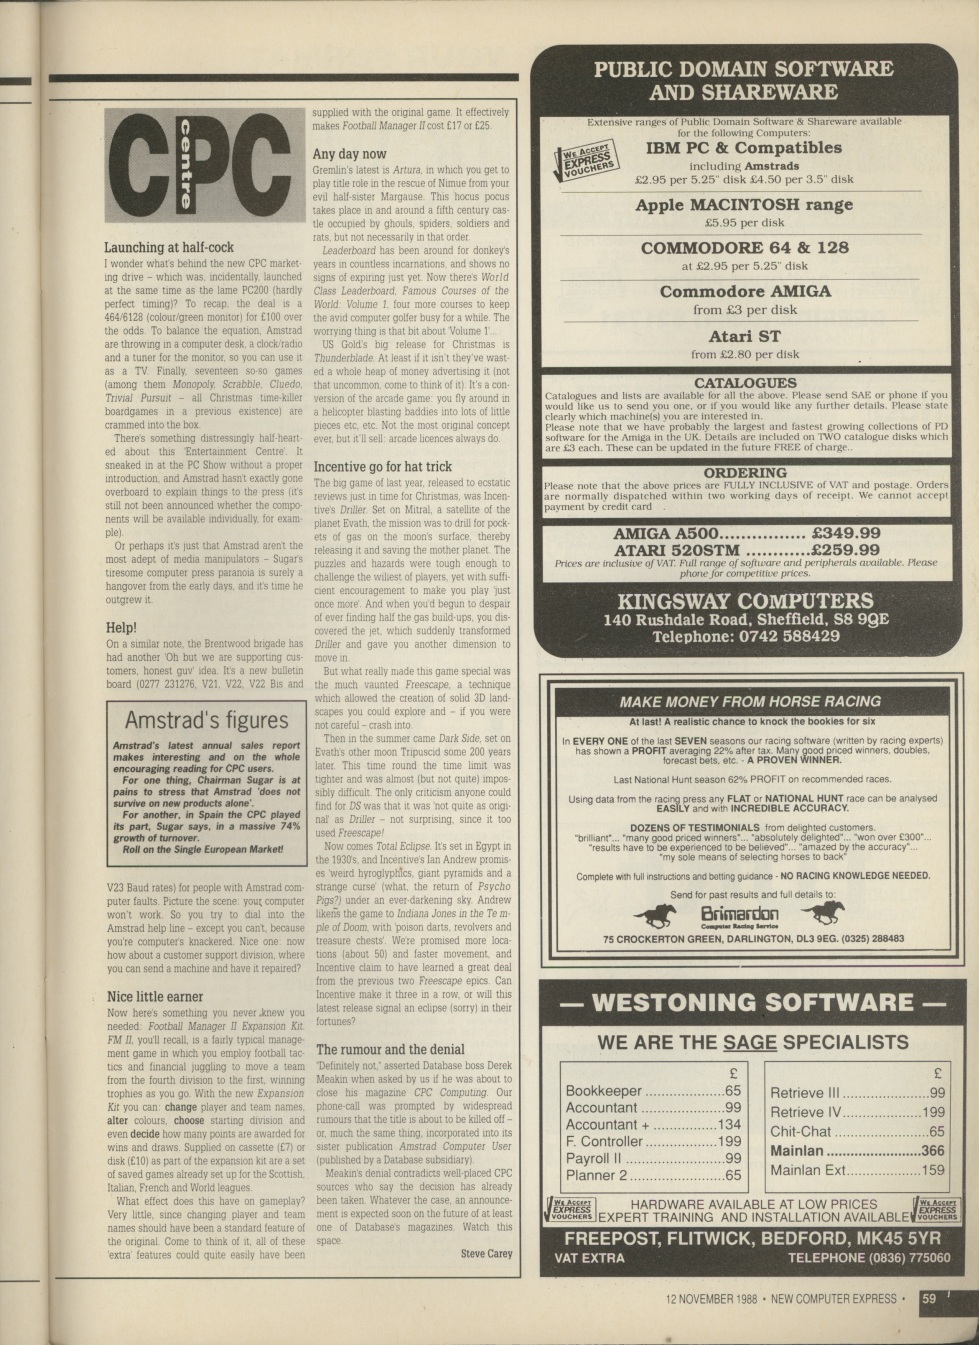 CPC
centre
Launching at half-cock
I wonder what's behind the new CPC market-
ing drive – which was, incidentally, launched
at the same time as the lame PC200 (hardly
perfect timing)? To recap, the deal is a
464/6128 (colour/green monitor) for £100 over
the odds. To balance the equation, Amstrad
are throwing in a computer desk, a clock/radio
and a tuner for the monitor, so you can use it
as a TV. Finally, seventeen so-so games
(among them Monopoly, Scrabble, Cluedo,
Trivial Pursuit – all Christmas time-killer
boardgames in a previous existence) are
crammed into the box.
There's something distressingly half-heart-
ed about this 'Entertainment Centre'. It
sneaked in at the PC Show without a proper
introduction, and Amstrad hasn't exactly gone
overboard to explain things to the press (it's
still not been announced whether the compo-
nents will be available individually, for exam-
ple).
Or perhaps it's just that Amstrad aren't the
most adept of media manipulators – Sugar's
tiresome computer press paranoia is surely a
hangover from the early days, and it's time he
outgrew it.
Help!
On a similar note, the Brentwood brigade has
had another 'Oh but we are supporting cus-
tomers, honest guv' idea. It's a new bulletin
board (0277 231276, V21, V22, V22 Bis and
Amstrad's figures
Amstrad's latest annual sales report
makes interesting and on the whole
encouraging reading for CPC users.
For one thing, Chairman Sugar is at
pains to stress that Amstrad 'does not
survive on new products alone'.
For another, in Spain the CPC played
its part, Sugar says, in a massive 74%
growth of turnover.
Roll on the Single European Market!
V23 Baud rates) for people with Amstrad com-
puter faults. Picture the scene: your computer
won't work. So you try to dial into the
Amstrad help line – except you can't, because
you're computer's knackered. Nice one: now
how about a customer support division, where
you can send a machine and have it repaired?
Nice little earner
Now here's something you never knew you
needed: Football Manager II Expansion Kit.
FM II, you'll recall, is a fairly typical manage-
ment game in which you employ football tac-
tics and financial juggling to move a team
from the fourth division to the first, winning
trophies as you go. With the new Expansion
Kit you can: change player and team names,
alter colours, choose starting division and
even decide how many points are awarded for
wins and draws. Supplied on cassette (£7) or
disk (£10) as part of the expansion kit are a set
of saved games already set up for the Scottish,
Italian, French and World leagues.
What effect does this have on gameplay?
Very little, since changing player and team
names should have been a standard feature of
the original. Come to think of it, all of these
'extra' features could quite easily have been
supplied with the original game. It effectively
makes Football Manager II cost £17 or £25.
Any day now
Gremlin's latest is Artura, in which you get to
play title role in the rescue of Nimue from your
evil half-sister Margause. This hocus pocus
takes place in and around a fifth century cas-
tle occupied by ghouls, spiders, soldiers and
rats, but not necessarily in that order.
Leaderboard has been around for donkey's
years in countless incarnations, and shows no
signs of expiring just yet. Now there's World
Class Leaderboard, Famous Courses of the
World: Volume 1, four more courses to keep
the avid computer golfer busy for a while. The
worrying thing is that bit about 'Volume 1'...
US Gold's big release for Christmas is
Thunderblade. At least if it isn't they've wast-
ed a whole heap of money advertising it (not
that uncommon, come to think of it). It's a con-
version of the arcade game: you fly around in
a helicopter blasting baddies into lots of little
pieces etc, etc. Not the most original concept
ever, but it'll sell: arcade licences always do.
Incentive go for hat trick
The big game of last year, released to ecstatic
reviews just in time for Christmas, was Incen-
tive's Driller. Set on Mitral, a satellite of the
planet Evath, the mission was to drill for pock-
ets of gas on the moon's surface, thereby
releasing it and saving the mother planet. The
puzzles and hazards were tough enough to
challenge the wiliest of players, yet with suffi-
cient encouragement to make you play 'just
once more'. And when you'd begun to despair
of ever finding half the gas build-ups, you dis-
covered the jet, which suddenly transformed
Driller and gave you another dimension to
move in.
But what really made this game special was
the much vaunted Freescape, a technique
which allowed the creation of solid 3D land-
scapes you could explore and – if you were
not careful – crash into.
Then in the summer came Dark Side, set on
Evath's other moon Tripuscid some 200 years
later. This time round the time limit was
tighter and was almost (but not quite) impos-
sibly difficult. The only criticism anyone could
find for DS was that it was 'not quite as origi-
nal' as Driller – not surprising, since it too
used Freescape!
Now comes Total Eclipse. It's set in Egypt in
the 1930's, and Incentive's Ian Andrew promis-
es 'weird hyroglyphics, giant pyramids and a
strange curse' (what, the return of Psycho
Pigs?) under an ever-darkening sky. Andrew
likens the game to Indiana Jones in the Te m-
ple of Doom, with 'poison darts, revolvers and
treasure chests'. We're promised more loca-
tions (about 50) and faster movement, and
Incentive claim to have learned a great deal
from the previous two Freescape epics. Can
Incentive make it three in a row, or will this
latest release signal an eclipse (sorry) in their
fortunes?
The rumour and the denial
"Definitely not," asserted Database boss Derek
Meakin when asked by us if he was about to
close his magazine CPC Computing. Our
phone-call was prompted by widespread
rumours that the title is about to be killed off –
or, much the same thing, incorporated into its
sister publication Amstrad Computer User
(published by a Database subsidiary).
Meakin's denial contradicts well-placed CPC
sources who say the decision has already
been taken. Whatever the case, an announce-
ment is expected soon on the future of at least
one of Database's magazines. Watch this
space.
Steve Carey
PUBLIC DOMAIN SOFTWARE
AND SHAREWARE
Extensive ranges of Public Domain Software & Shareware available
for the following Computers:
WE ACCEPT
EXPRESS
VOUCHERS
IBM PC & Compatibles
including Amstrads
£2.95 per 5.25" disk £4.50 per 3.5" disk
Apple MACINTOSH range
£5.95 per disk
COMMODORE 64 & 128
at £2.95 per 5.25" disk
Commodore AMIGA
from £3 per disk
Atari ST
from £2.80 per disk
CATALOGUES
Catalogues and lists are available for all the above. Please send SAE or phone if you
would like us to send you one, or if you would like any further details. Please state
clearly which machine(s) you are interested in.
Please note that we have probably the largest and fastest growing collections of PD
software for the Amiga in the UK. Details are included on TWO catalogue disks which
are £3 each. These can be updated in the future FREE of charge..
ORDERING
Please note that the above prices are FULLY INCLUSIVE of VAT and postage. Orders
are normally dispatched within two working days of receipt. We cannot accept
payment by credit card .
AMIGA A500................ £349.99
ATARI 520STM ............£259.99
Prices are inclusive of VAT. Full range of software and peripherals available. Please
phone for competitive prices.
KINGSWAY COMPUTERS
140 Rushdale Road, Sheffield, S8 9QE
Telephone: 0742 588429
MAKE MONEY FROM HORSE RACING
At last! A realistic chance to knock the bookies for six
In EVERY ONE of the last SEVEN seasons our racing software (written by racing experts)
has shown a PROFIT averaging 22% after tax. Many good priced winners, doubles,
forecast bets, etc. - A PROVEN WINNER.
Last National Hunt season 62% PROFIT on recommended races.
Using data from the racing press any FLAT or NATIONAL HUNT race can be analysed
EASILY and with INCREDIBLE ACCURACY.
DOZENS OF TESTIMONIALS from delighted customers.
"brilliant"... "many good priced winners"... "absolutely delighted"... "won over £300"...
"results have to be experienced to be believed"... "amazed by the accuracy"...
"my sole means of selecting horses to back"
Complete with full instructions and betting guidance - NO RACING KNOWLEDGE NEEDED.
Send for past results and full details to:
Brimardon
Computer Racing Service
75 CROCKERTON GREEN, DARLINGTON, DL3 9EG. (0325) 288483
— WESTONING SOFTWARE —
WE ARE THE SAGE SPECIALISTS
£
Bookkeeper .....................65
Accountant ......................99
Accountant + .................134
F. Controller ...................199
Payroll II ..........................99
Planner 2 .........................65
£
Retrieve III ......................99
Retrieve IV....................199
Chit-Chat ........................65
Mainlan .........................366
Mainlan Ext...................159
WE ACCEPT
EXPRESS
VOUCHERS
HARDWARE AVAILABLE AT LOW PRICES
EXPERT TRAINING AND INSTALLATION AVAILABLE
WE ACCEPT
EXPRESS
VOUCHERS
FREEPOST, FLITWICK, BEDFORD, MK45 5YR
VAT EXTRA TELEPHONE (0836) 775060
12 NOVEMBER 1988 • NEW COMPUTER EXPRESS • 59